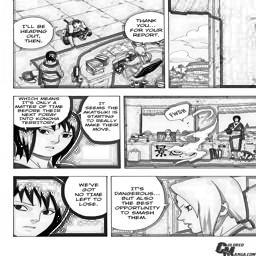 THANK
YOU...
FOR YOUR
REPORT.
I'LL BE
HEADING
OUT,
THEN.
IT
SEEMS THE
AKATSUKI IS
STARTING
TO REALLY
MAKE THEIR
MOVE.
WHICH MEANS
IT'S ONLY A
MATTER OF TIME
BEFORE THEIR
NEXT FORAY
INTO KONOHA
TERRITORY.
IT'S
DANGEROUS...
BUT ALSO
THE BEST
OPPORTUNITY
TO SMASH
THEM.
WE'VE
GOT
NO TIME
LEFT TO
LOSE.
COLORED
MANGA.COM